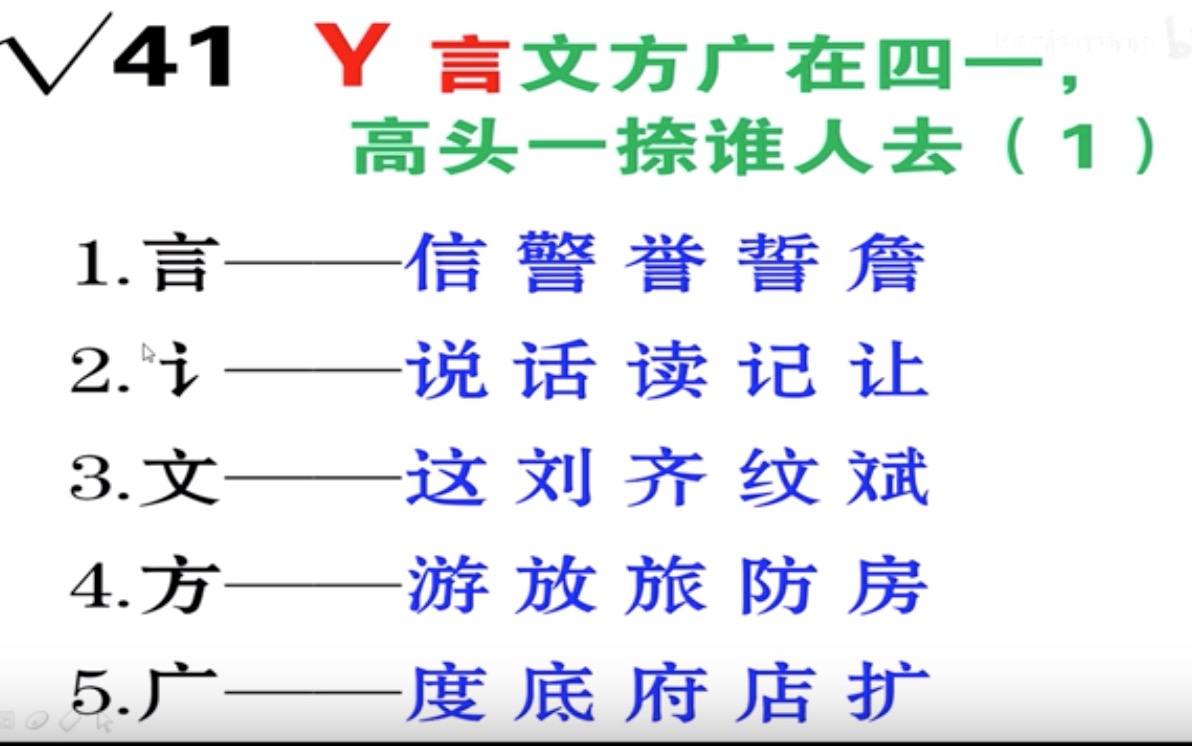 √41 Y 言文方广在四一，
高头一捺谁人去（1）
1.言——信 警 誉 誓 詹
2.讠——说 话 读 记 让
3.文——这 刘 齐 纹 斌
4.方——游 放 旅 防 房
5.广——度 底 府 店 扩